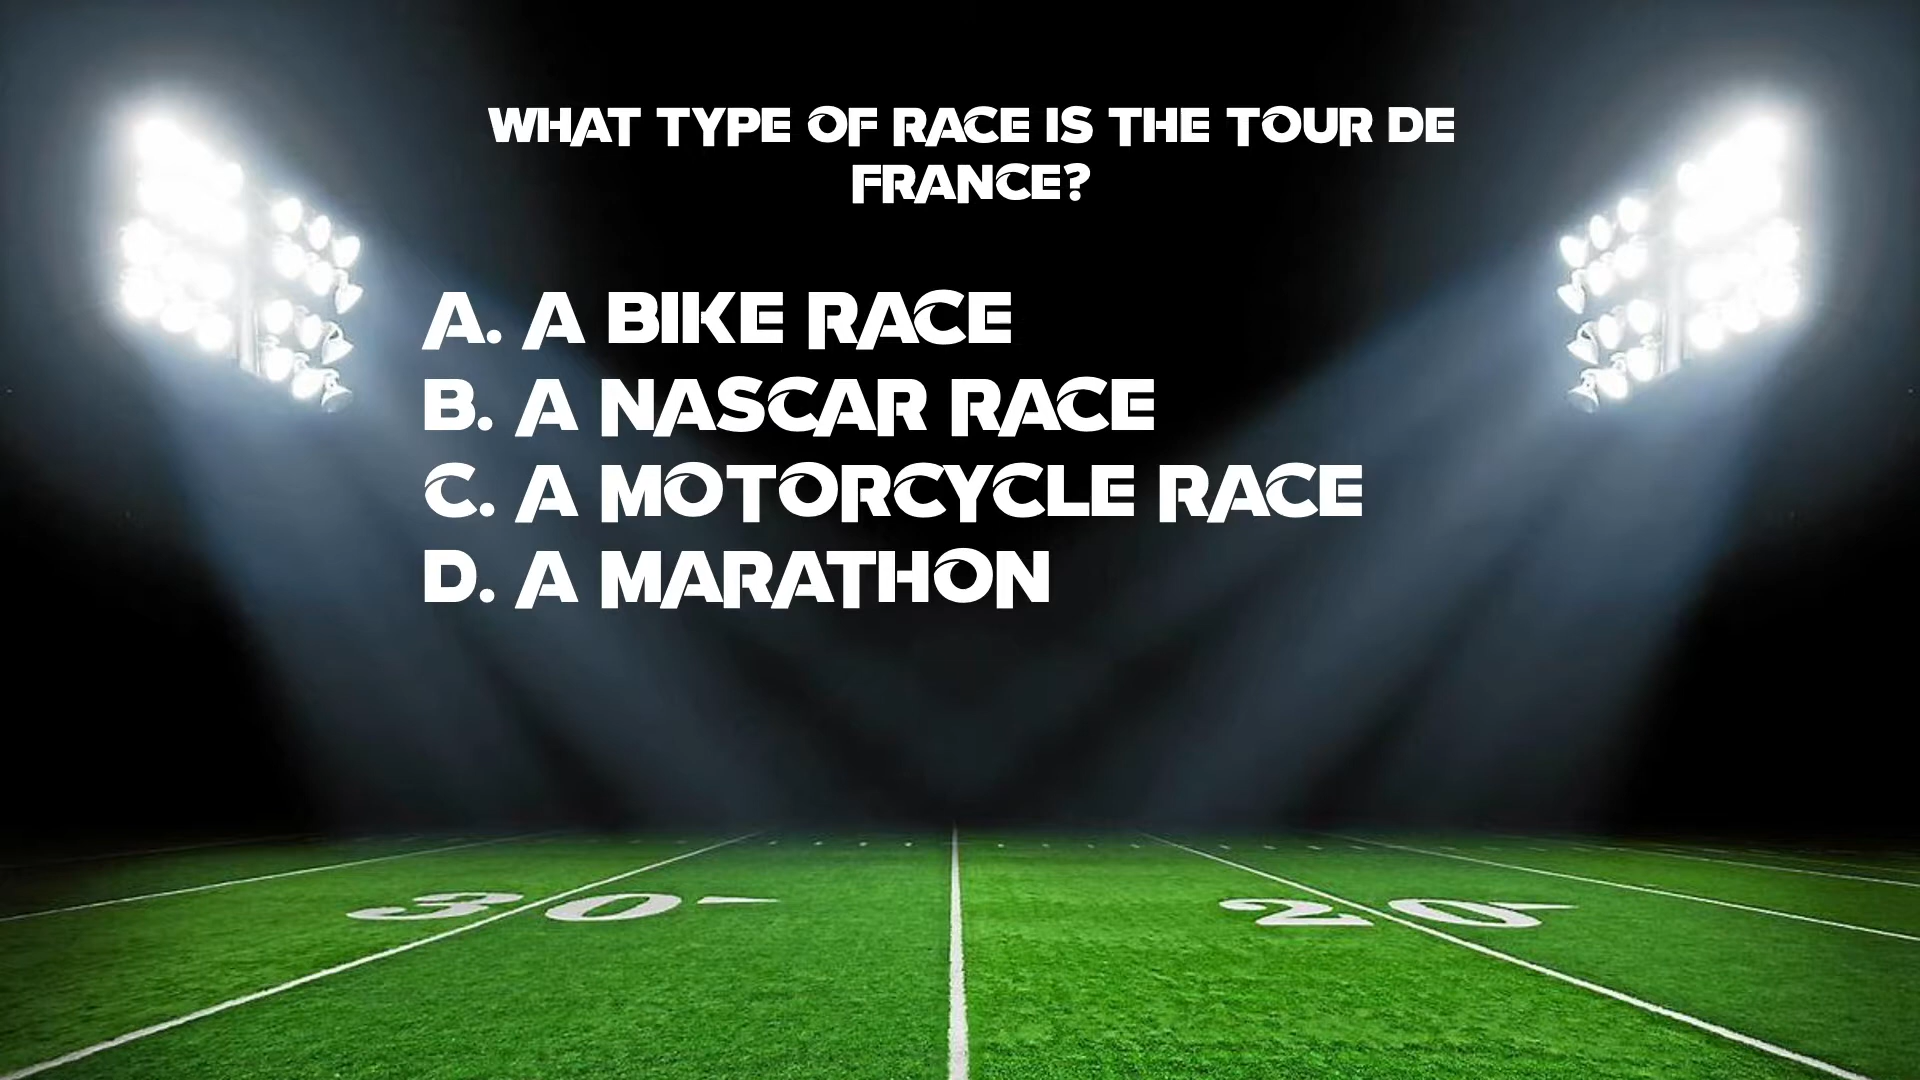 WHAT TYPE OF RACE IS THE TOUR DE
FRANCE?
A. A BIKE RACE
B. A NASCAR RACE
C. A MOTORCYCLE RACE
D. A MARATHON
30 20